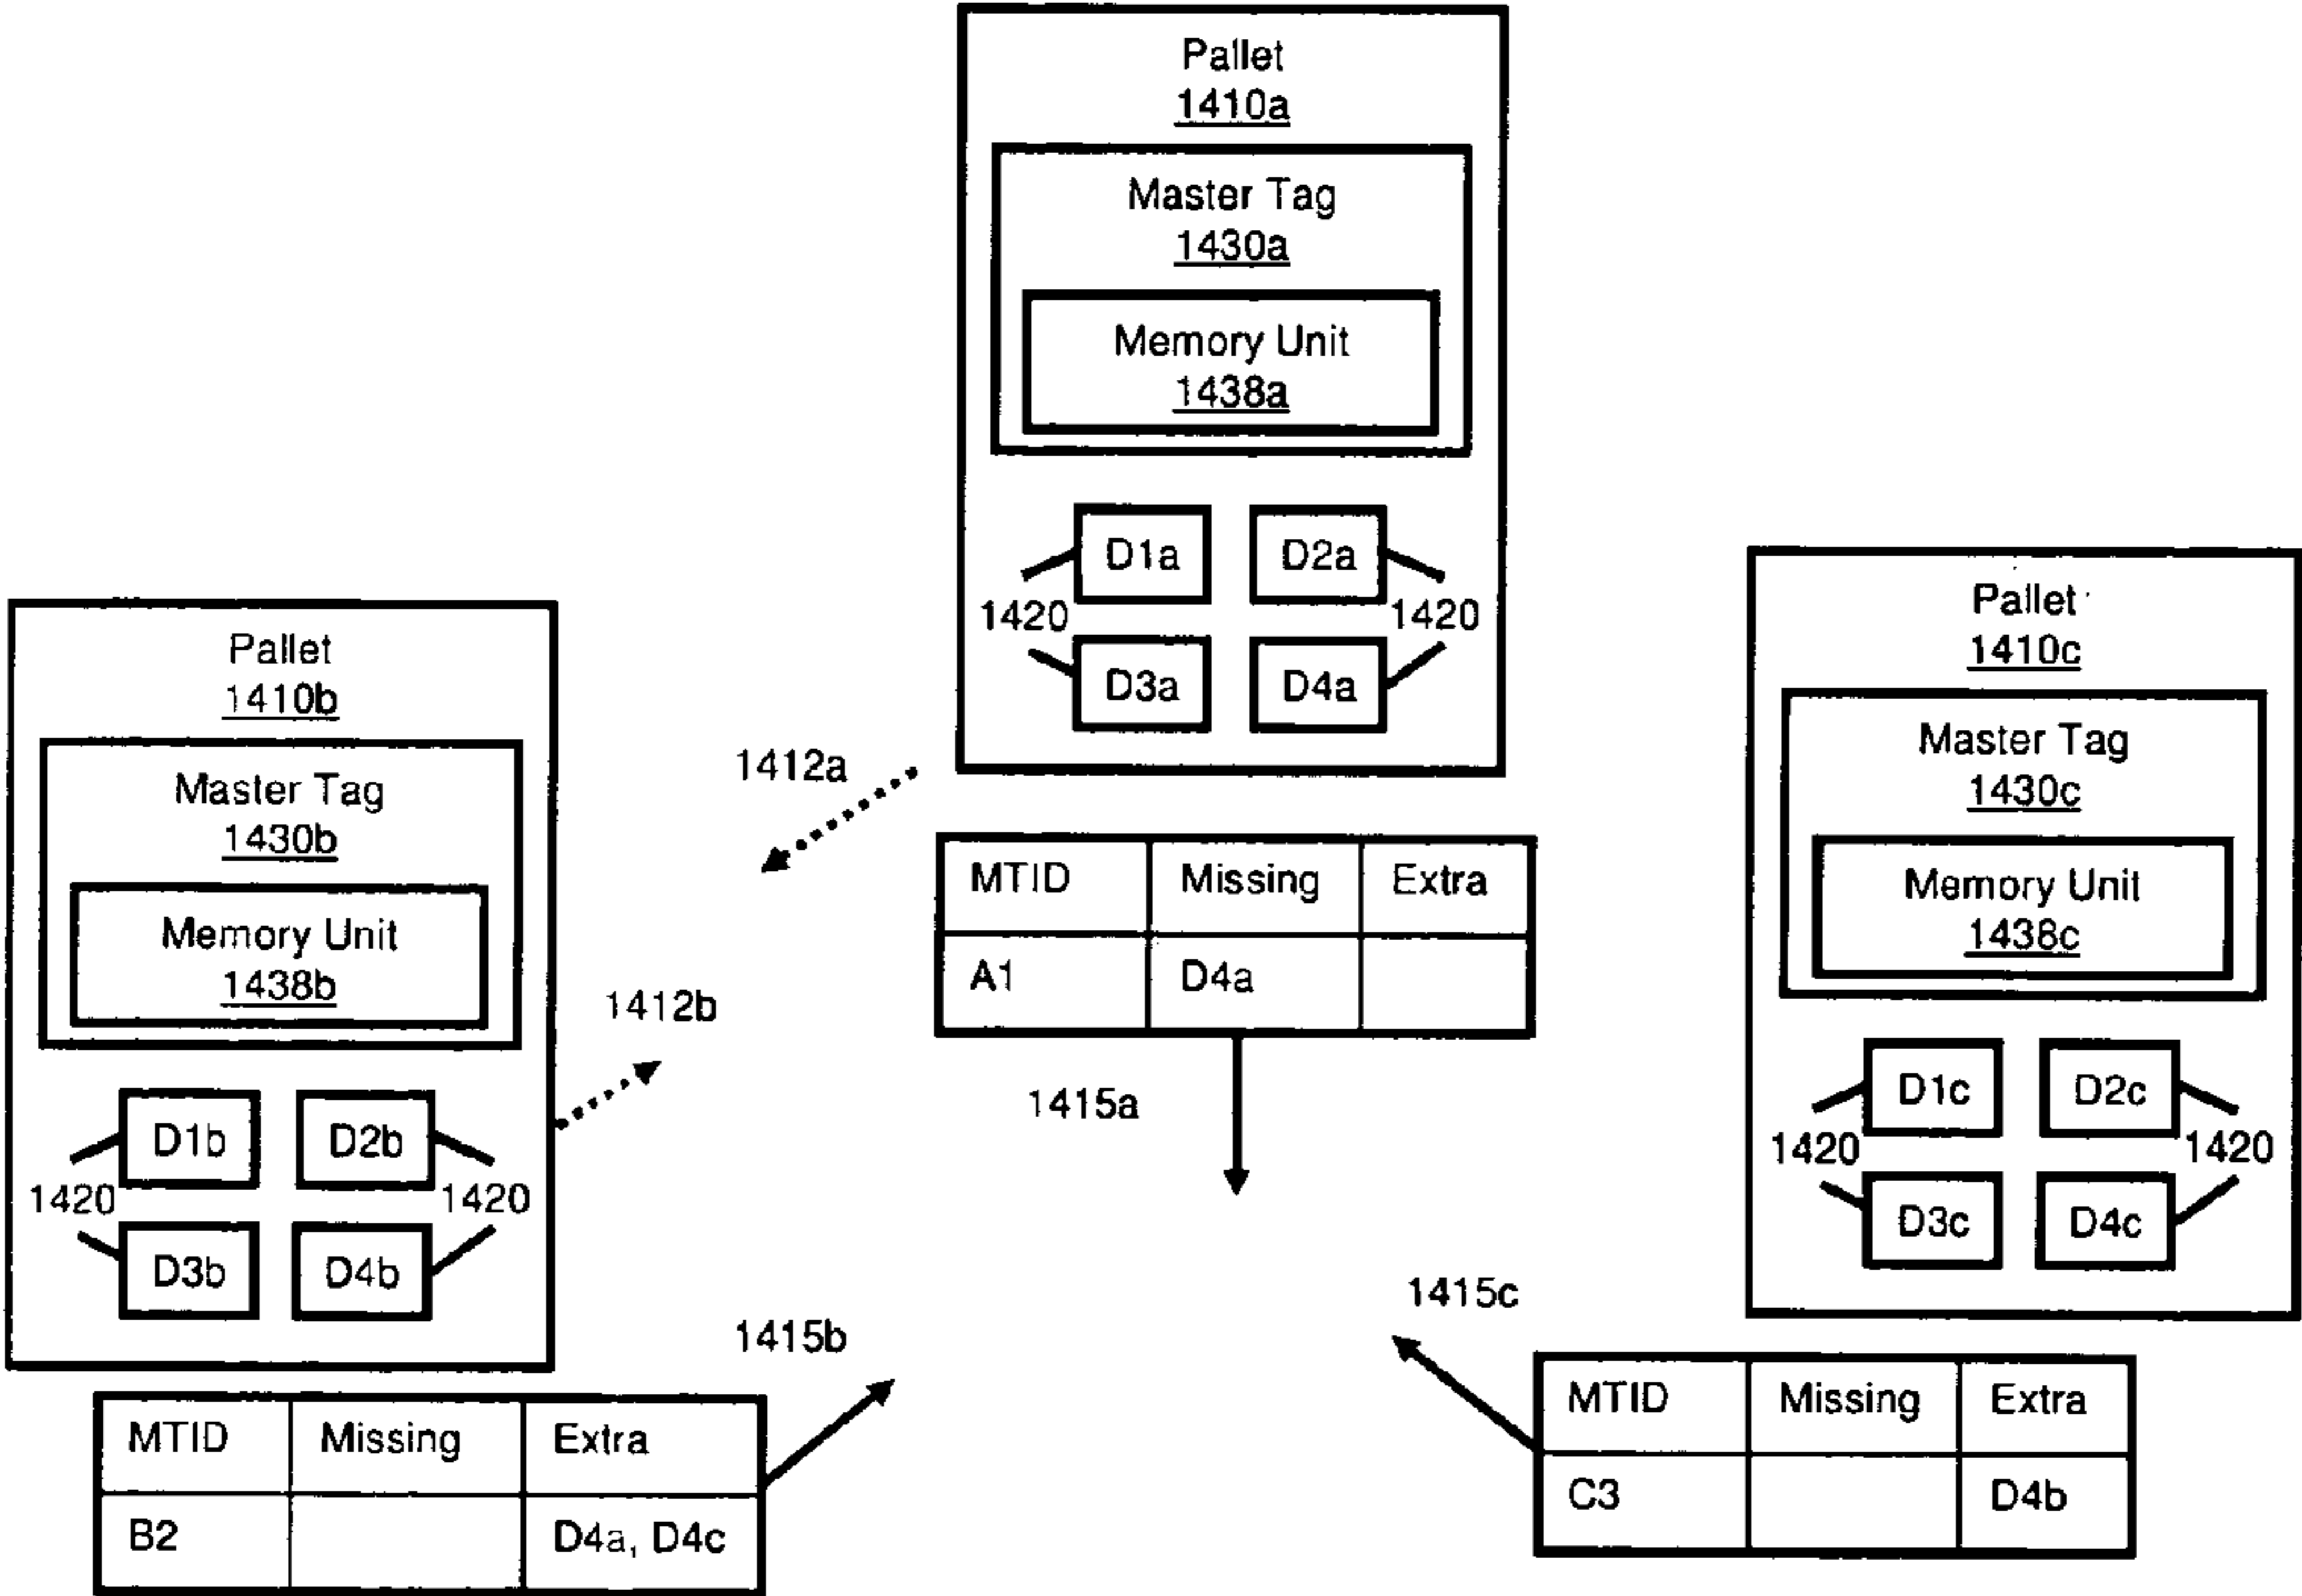 Pallet
1410a
Master Tag
1430a
Memory Unit
1438a
D1a D2a
1420 1420
D3a D4a
Pallet
1410b
Master Tag
1430b
Memory Unit
1438b
D1b D2b
1420 1420
D3b D4b
Pallet
1410c
Master Tag
1430c
Memory Unit
1438c
D1c D2c
1420 1420
D3c D4c
1412a
1412b
MTID Missing Extra
A1 D4a
1415a
1415b
MTID Missing Extra
B2 D4a, D4c
1415c
MTID Missing Extra
C3 D4b